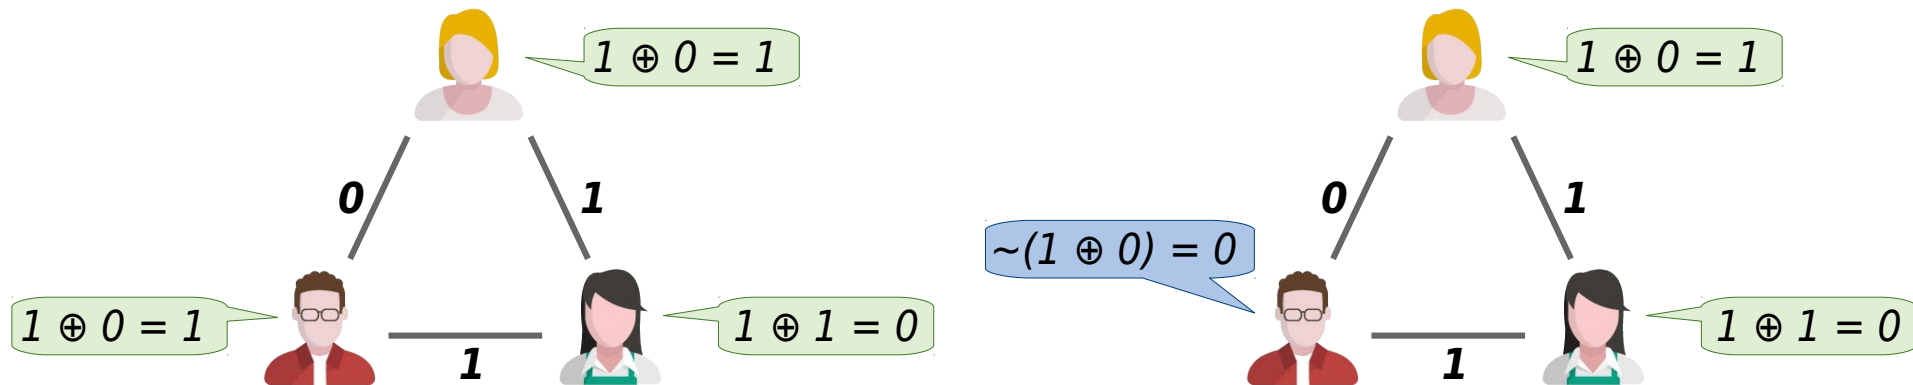 1 ⊕ 0 = 1
0
1
1 ⊕ 0 = 1
1 ⊕ 1 = 0
1
1 ⊕ 0 = 1
0
1
~(1 ⊕ 0) = 0
1 ⊕ 1 = 0
1